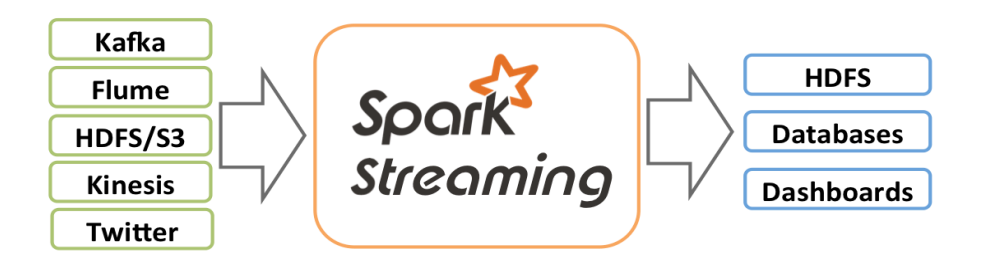 Kafka
Flume
HDFS/S3
Kinesis
Twitter
Spark
Streaming
HDFS
Databases
Dashboards